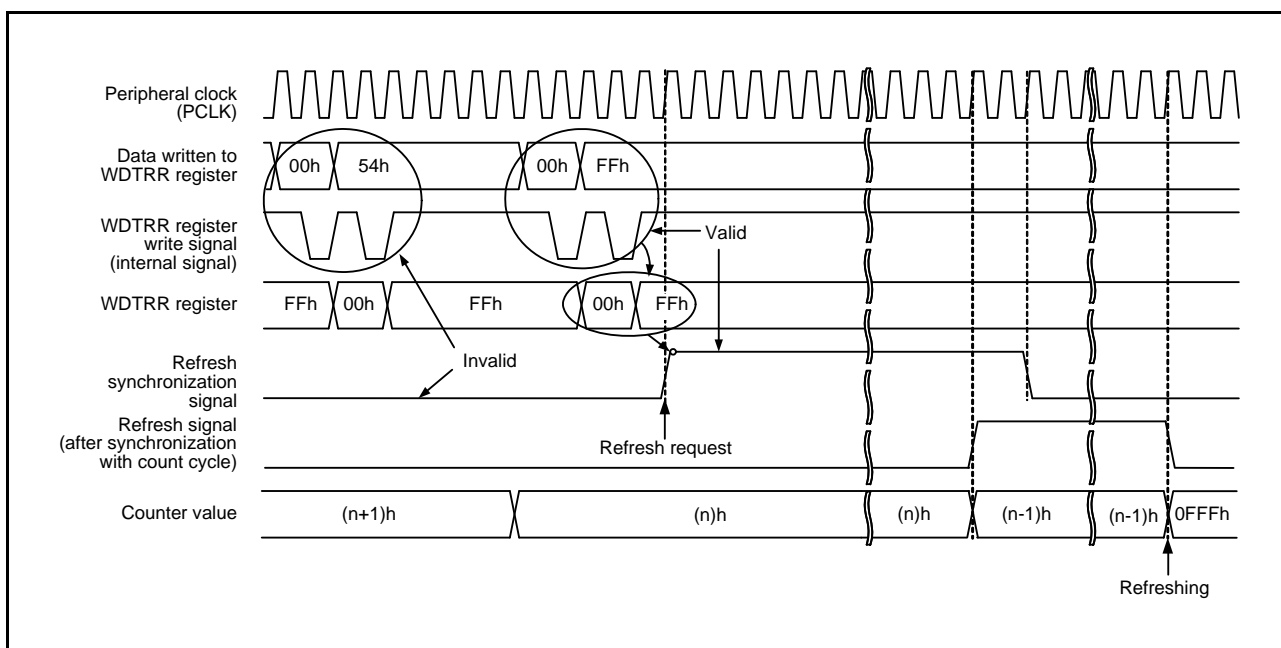 Peripheral clock
(PCLK)
Data written to
WDTRR register
00h
54h
00h
FFh
WDTRR register
write signal
(internal signal)
Valid
WDTRR register
FFh
00h
FFh
00h
FFh
Invalid
Refresh
synchronization
signal
Refresh signal
(after synchronization
with count cycle)
Refresh request
Counter value
(n+1)h
(n)h
(n)h
(n-1)h
(n-1)h
0FFFh
Refreshing